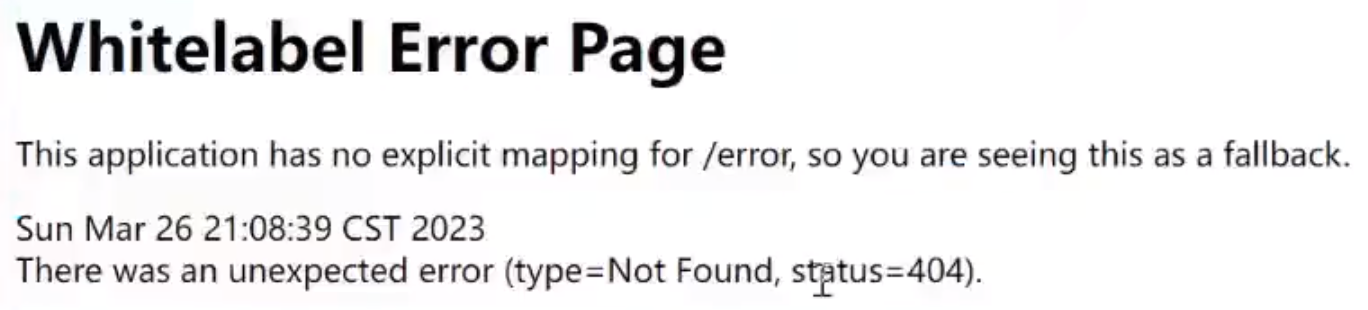 Whitelabel Error Page
This application has no explicit mapping for /error, so you are seeing this as a fallback.
Sun Mar 26 21:08:39 CST 2023
There was an unexpected error (type=Not Found, status=404).